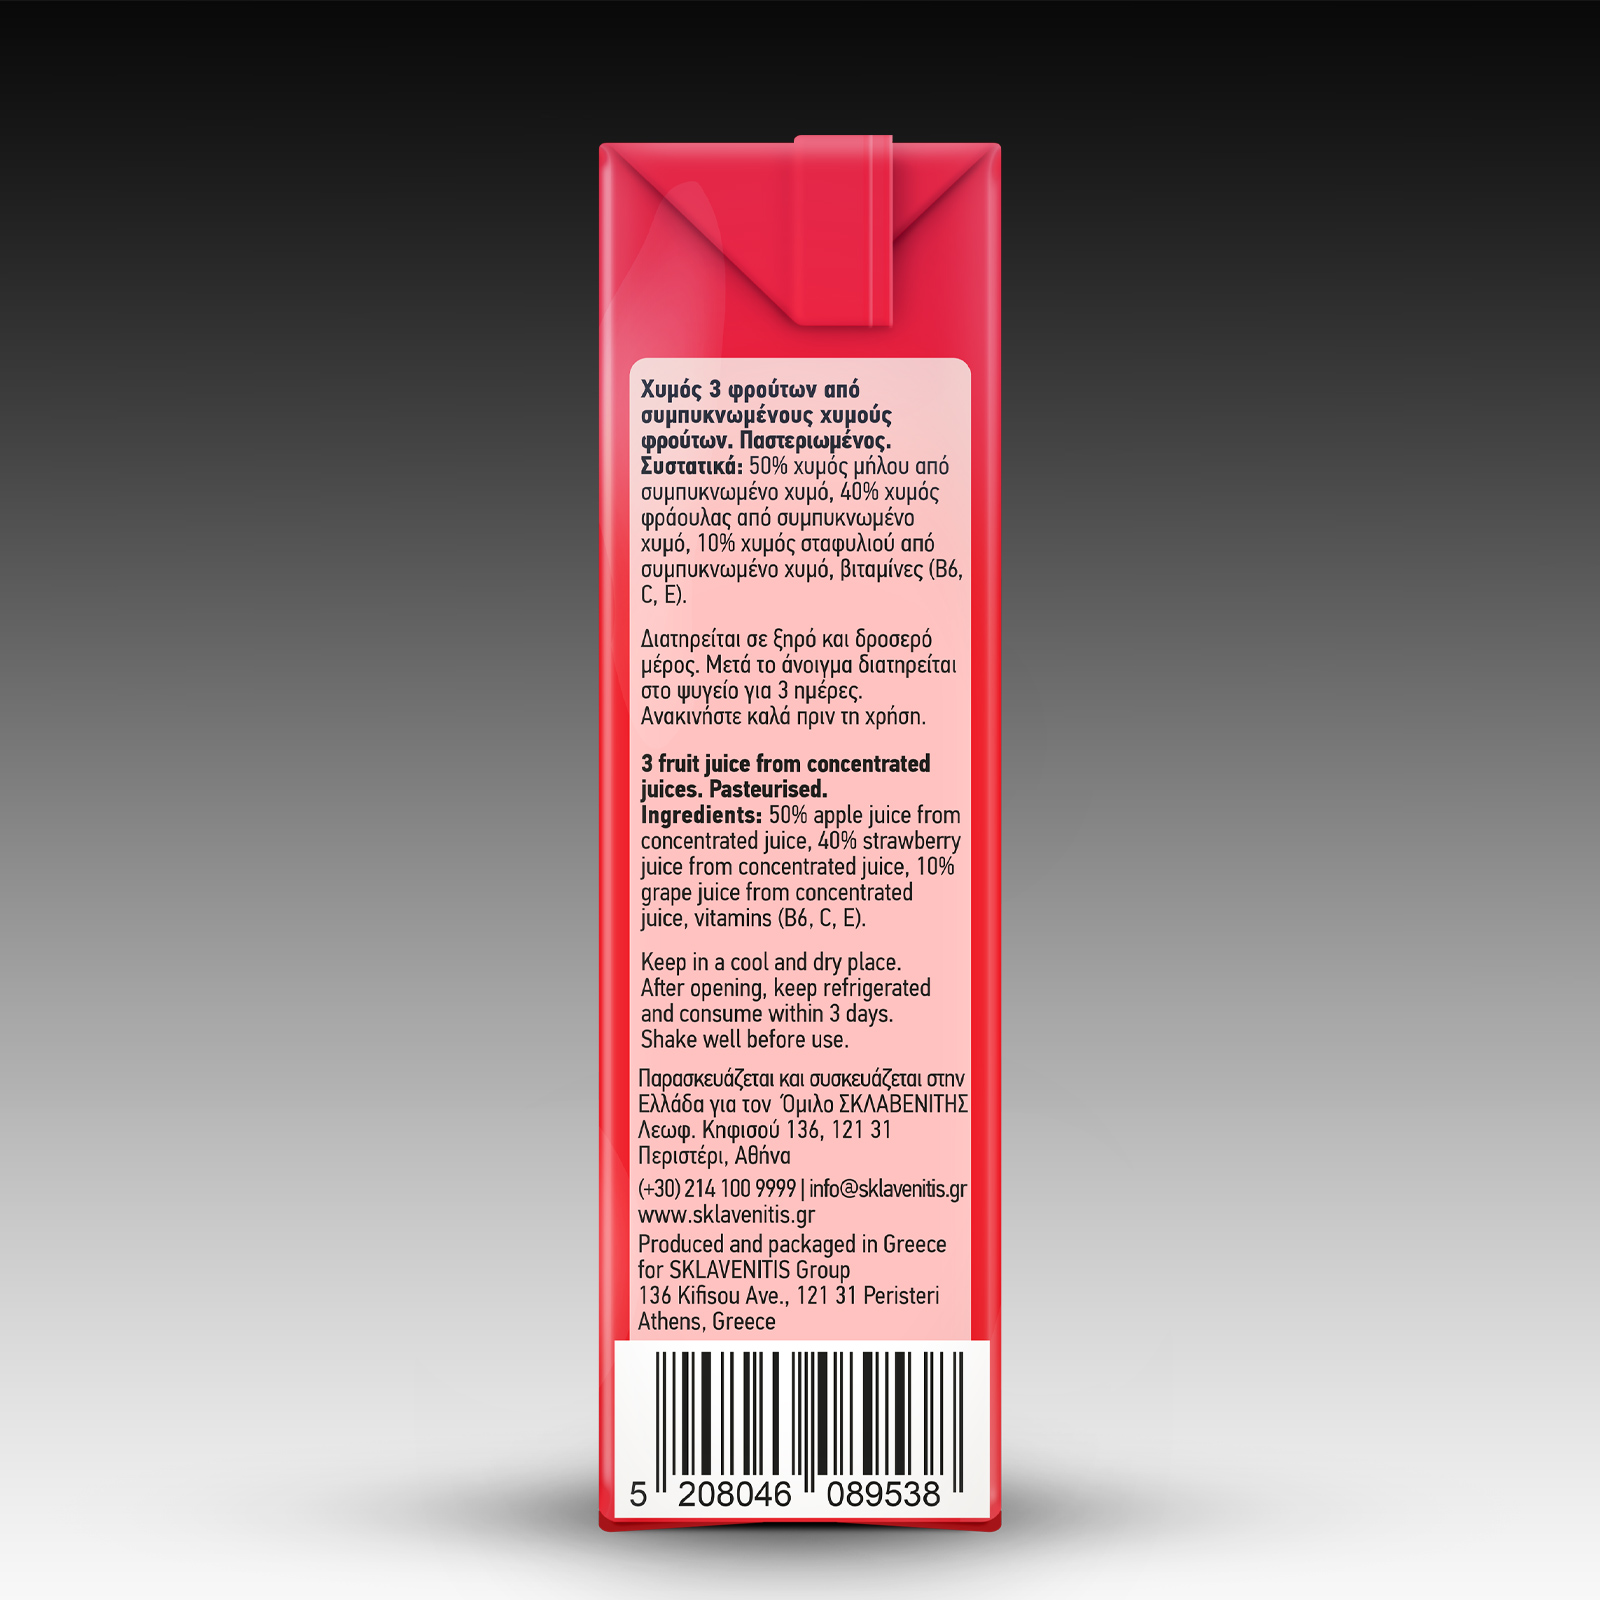 Χυμός 3 φρούτων από
συμπυκνωμένους χυμούς
φρούτων. Παστεριωμένος.
Συστατικά: 50% χυμός μήλου από
συμπυκνωμένο χυμό, 40% χυμός
φράουλας από συμπυκνωμένο
χυμό, 10% χυμός σταφυλιού από
συμπυκνωμένο χυμό, βιταμίνες (B6,
C, E).
Διατηρείται σε ξηρό και δροσερό
μέρος. Μετά το άνοιγμα διατηρείται
στο ψυγείο για 3 ημέρες.
Ανακινήστε καλά πριν τη χρήση.
3 fruit juice from concentrated
juices. Pasteurised.
Ingredients: 50% apple juice from
concentrated juice, 40% strawberry
juice from concentrated juice, 10%
grape juice from concentrated
juice, vitamins (B6, C, E).
Keep in a cool and dry place.
After opening, keep refrigerated
and consume within 3 days.
Shake well before use.
Παρασκευάζεται και συσκευάζεται στην
Ελλάδα για τον Όμιλο ΣΚΛΑΒΕΝΙΤΗΣ
Λεωφ. Κηφισού 136, 121 31
Περιστέρι, Αθήνα
(+30) 214 100 9999 | info@sklavenitis.gr
www.sklavenitis.gr
Produced and packaged in Greece
for SKLAVENITIS Group
136 Kifisou Ave., 121 31 Peristeri
Athens, Greece
5 208046 089538